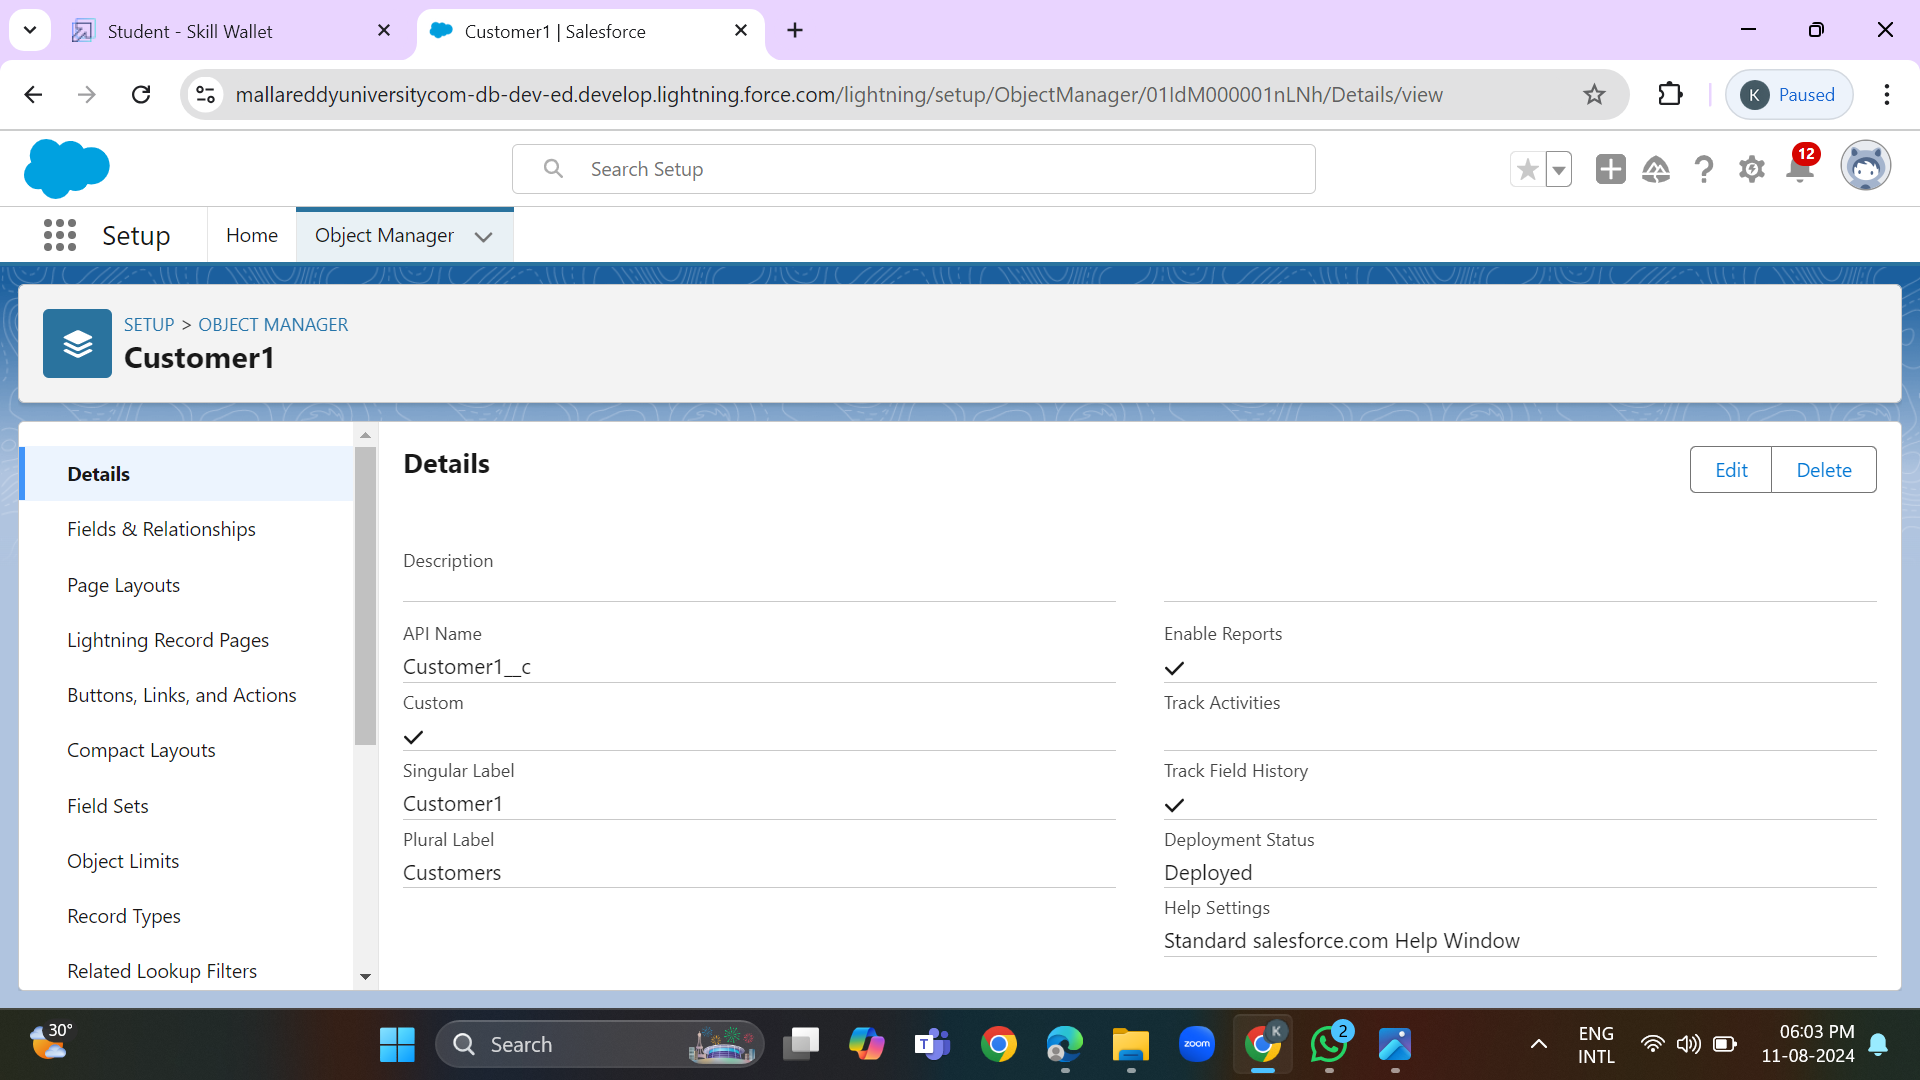 Student - Skill Wallet
Customer1 | Salesforce
mallareddyuniversitycom-db-dev-ed.develop.lightning.force.com/lightning/setup/ObjectManager/01IdM000001nLNh/Details/view
K Paused
Search Setup
12
Setup
Home
Object Manager
SETUP > OBJECT MANAGER
Customer1
Details
Fields & Relationships
Page Layouts
Lightning Record Pages
Buttons, Links, and Actions
Compact Layouts
Field Sets
Object Limits
Record Types
Related Lookup Filters
Details
Edit
Delete
Description
API Name
Customer1__c
Custom
Singular Label
Customer1
Plural Label
Customers
Enable Reports
Track Activities
Track Field History
Deployment Status
Deployed
Help Settings
Standard salesforce.com Help Window
30°
Search
T
zoom
K
2
ENG
INTL
06:03 PM
11-08-2024